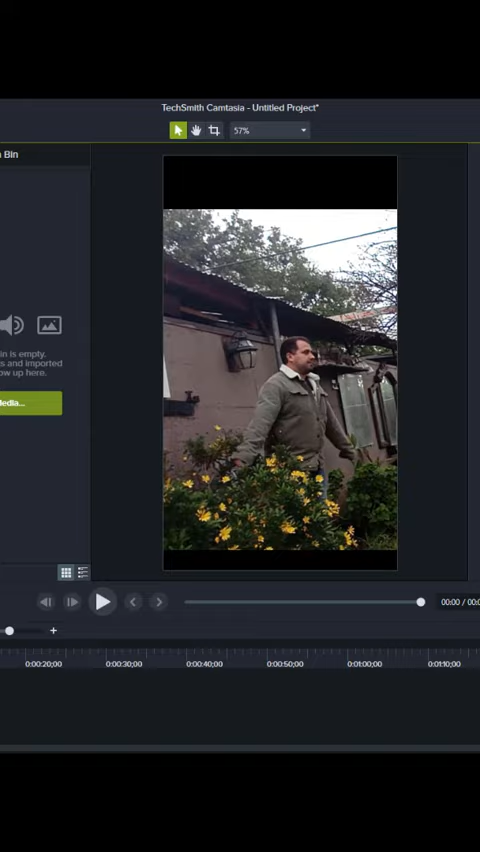 TechSmith Camtasia - Untitled Project*
57%
Bin
in is empty.
s and imported
ow up here.
Media...
00:00 / 00:0
0:00:20;00 0:00:30;00 0:00:40;00 0:00:50;00 0:01:00;00 0:01:10;00